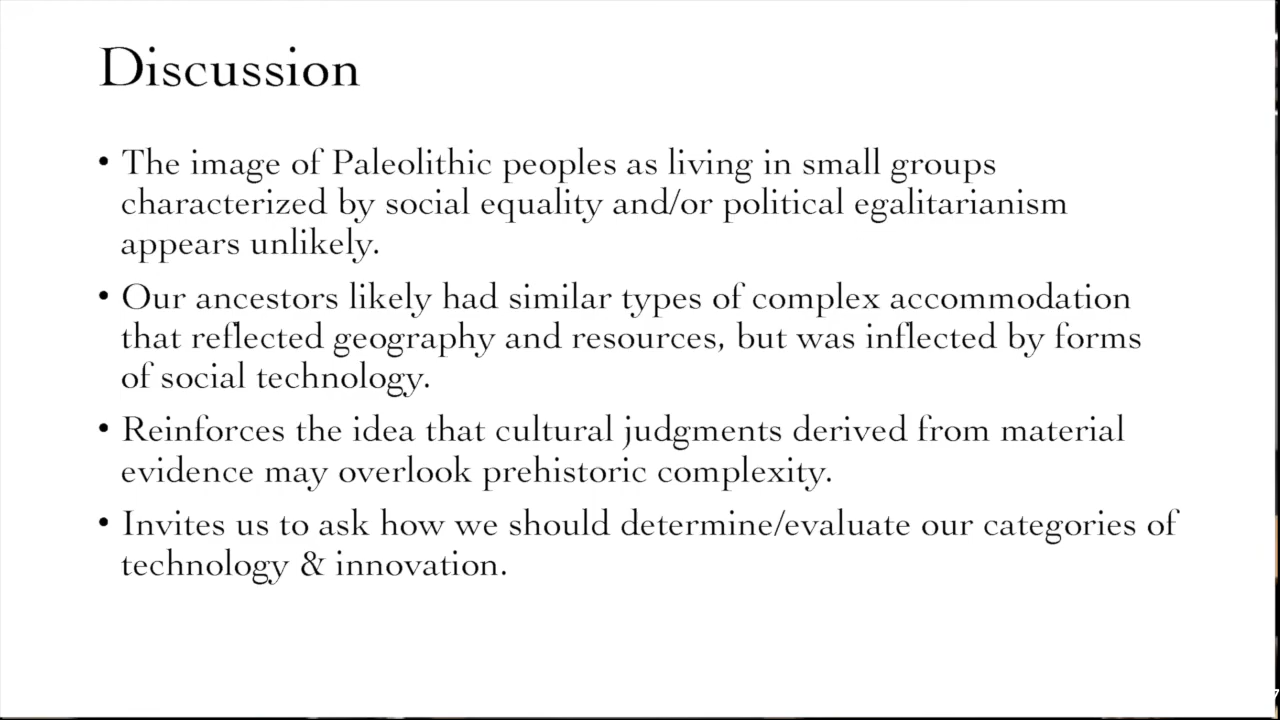 Discussion
• The image of Paleolithic peoples as living in small groups
characterized by social equality and/or political egalitarianism
appears unlikely.
• Our ancestors likely had similar types of complex accommodation
that reflected geography and resources, but was inflected by forms
of social technology.
• Reinforces the idea that cultural judgments derived from material
evidence may overlook prehistoric complexity.
• Invites us to ask how we should determine/evaluate our categories of
technology & innovation.